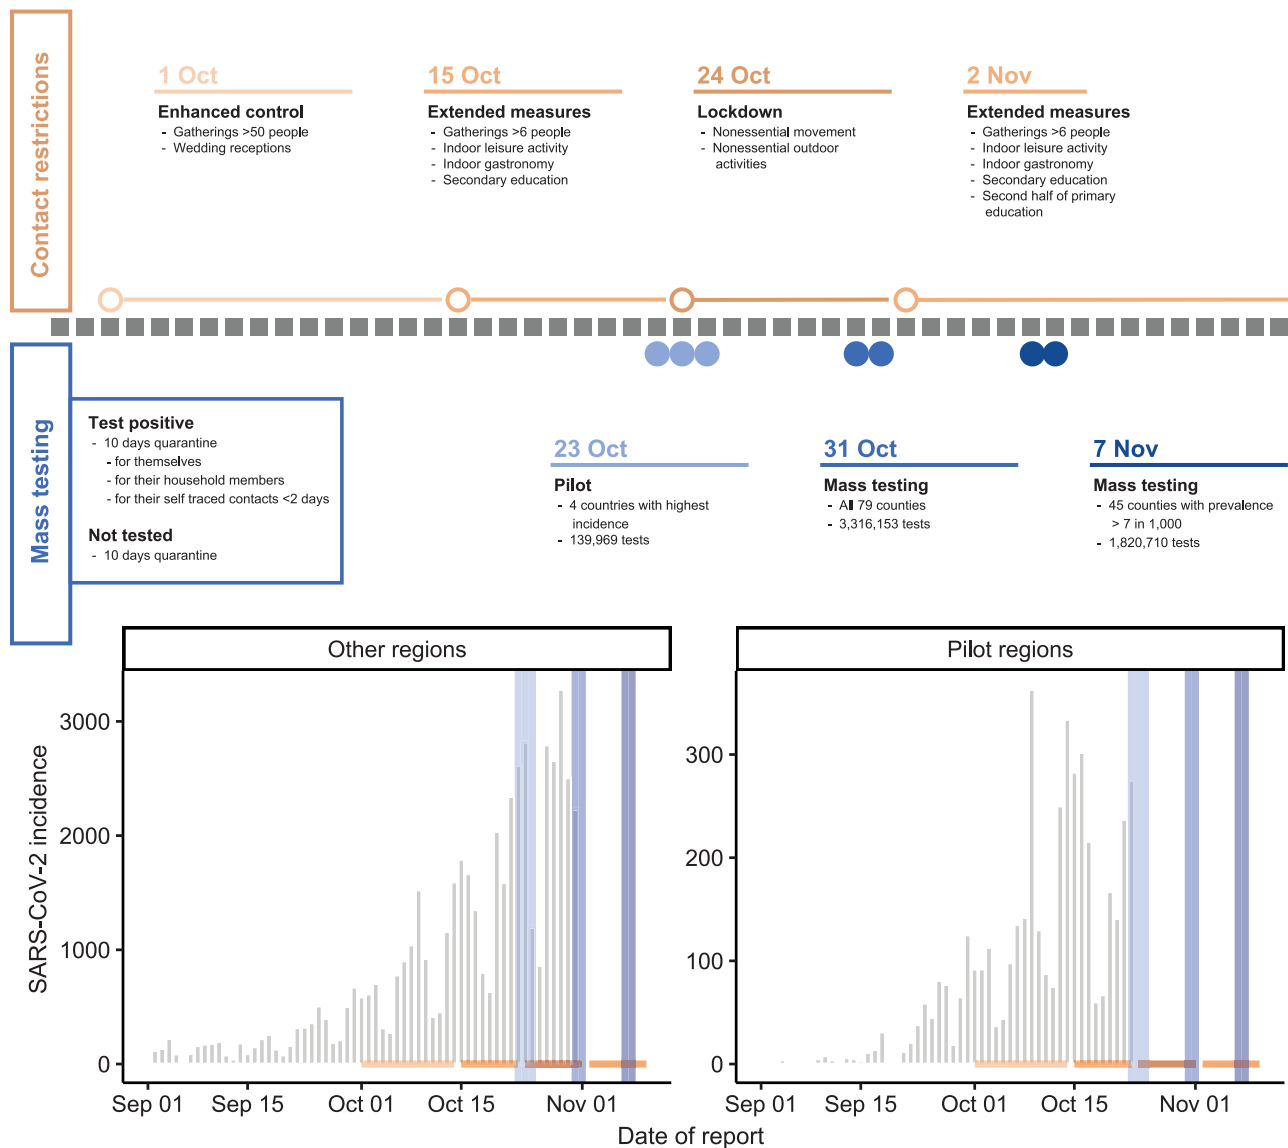 Contact restrictions
1 Oct
Enhanced control
- Gatherings >50 people
- Wedding receptions
15 Oct
Extended measures
- Gatherings >6 people
- Indoor leisure activity
- Indoor gastronomy
- Secondary education
24 Oct
Lockdown
- Nonessential movement
- Nonessential outdoor
activities
2 Nov
Extended measures
- Gatherings >6 people
- Indoor leisure activity
- Indoor gastronomy
- Secondary education
- Second half of primary
education
Mass testing
Test positive
- 10 days quarantine
- for themselves
- for their household members
- for their self traced contacts <2 days
Not tested
- 10 days quarantine
23 Oct
Pilot
- 4 countries with highest
incidence
- 139,969 tests
31 Oct
Mass testing
- All 79 counties
- 3,316,153 tests
7 Nov
Mass testing
- 45 counties with prevalence
> 7 in 1,000
- 1,820,710 tests
Other regions
SARS-CoV-2 incidence
3000
2000
1000
0
Sep 01
Sep 15
Oct 01
Oct 15
Nov 01
Pilot regions
300
200
100
0
Sep 01
Sep 15
Oct 01
Oct 15
Nov 01
Date of report